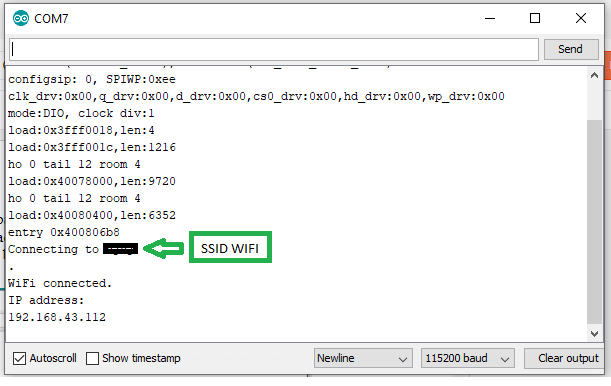 COM7
Send
configsip: 0, SPIWP:0xee
clk_drv:0x00,q_drv:0x00,d_drv:0x00,cs0_drv:0x00,hd_drv:0x00,wp_drv:0x00
mode:DIO, clock div:1
load:0x3fff0018,len:4
load:0x3fff001c,len:1216
ho 0 tail 12 room 4
load:0x40078000,len:9720
ho 0 tail 12 room 4
load:0x40080400,len:6352
entry 0x400806b8
Connecting to
SSID WIFI
.
WiFi connected.
IP address:
192.168.43.112
Autoscroll Show timestamp Newline 115200 baud Clear output